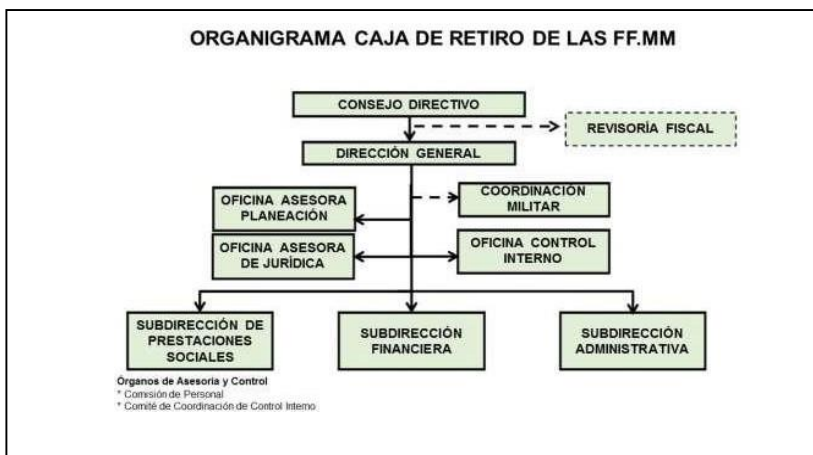 ORGANIGRAMA CAJA DE RETIRO DE LAS FF.MM
CONSEJO DIRECTIVO
REVISORÍA FISCAL
DIRECCIÓN GENERAL
OFICINA ASESORA
PLANEACIÓN
COORDINACIÓN
MILITAR
OFICINA ASESORA
DE JURÍDICA
OFICINA CONTROL
INTERNO
SUBDIRECCIÓN DE
PRESTACIONES
SOCIALES
SUBDIRECCIÓN
FINANCIERA
SUBDIRECCIÓN
ADMINISTRATIVA
Órganos de Asesoría y Control
* Comisión de Personal
* Comité de Coordinación de Control Interno